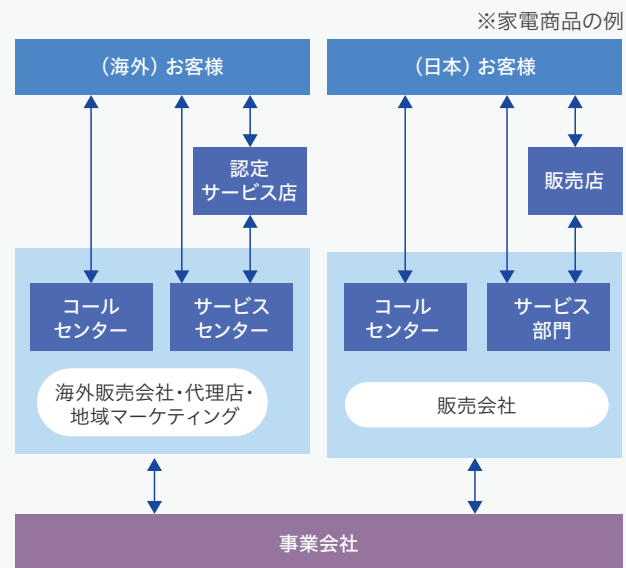 ※家電商品の例
（海外）お客様
（日本）お客様
認定
サービス店
販売店
コール
センター
サービス
センター
コール
センター
サービス
部門
海外販売会社・代理店・
地域マーケティング
販売会社
事業会社